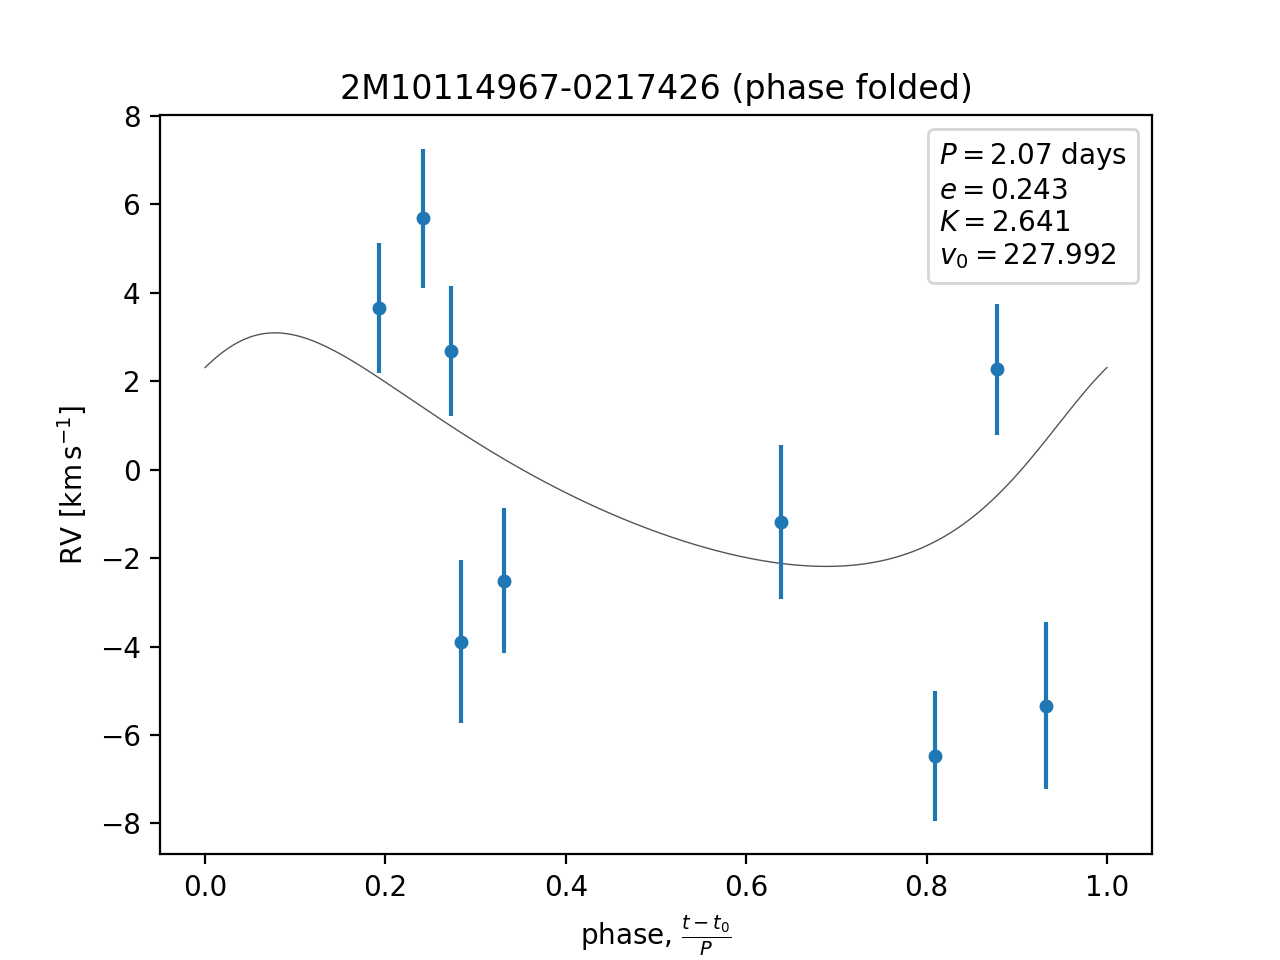 2M10114967-0217426 (phase folded)
P = 2.07 days
e = 0.243
K = 2.641
v₀ = 227.992
RV [km s⁻¹]
8
6
4
2
0
−2
−4
−6
−8
0.0 0.2 0.4 0.6 0.8 1.0
phase, (t − t₀)/P